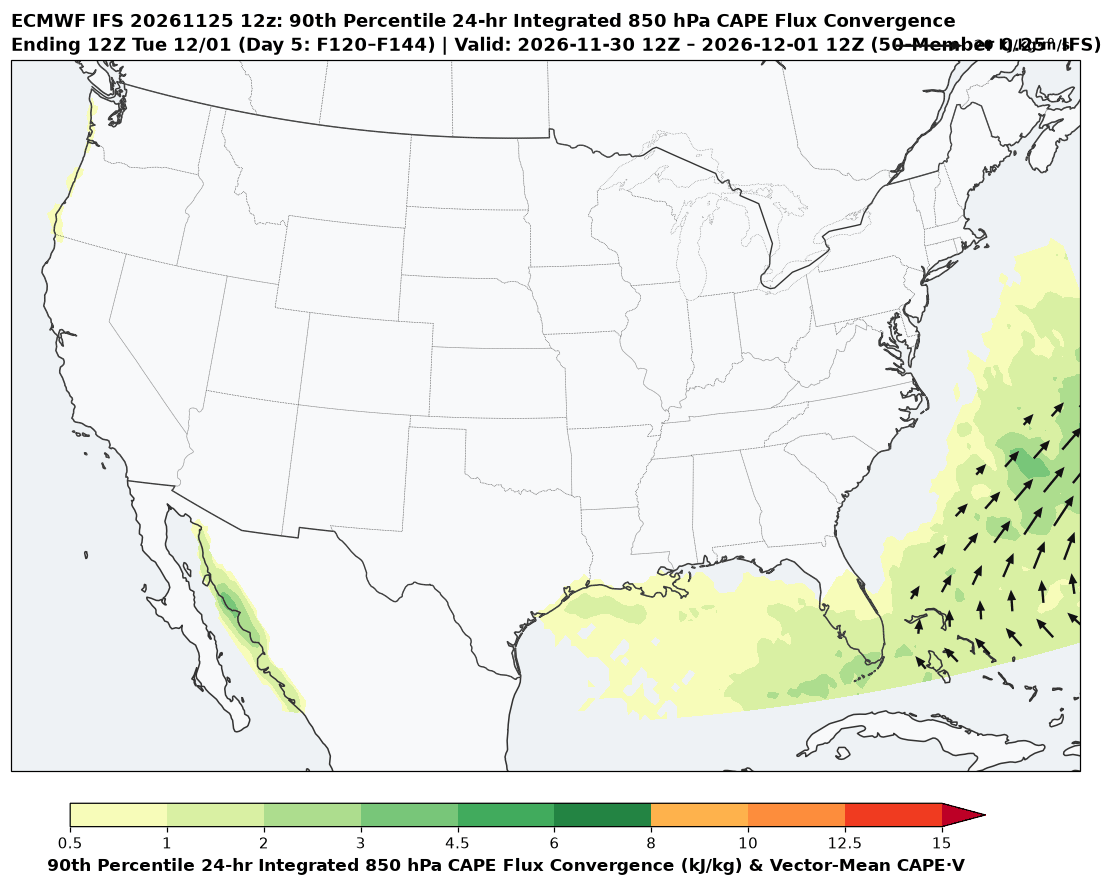 ECMWF IFS 20261125 12z: 90th Percentile 24-hr Integrated 850 hPa CAPE Flux Convergence
Ending 12Z Tue 12/01 (Day 5: F120–F144) | Valid: 2026-11-30 12Z – 2026-12-01 12Z (50-Member 0.25° IFS)
0.5 1 2 3 4.5 6 8 10 12.5 15
90th Percentile 24-hr Integrated 850 hPa CAPE Flux Convergence (kJ/kg) & Vector-Mean CAPE·V